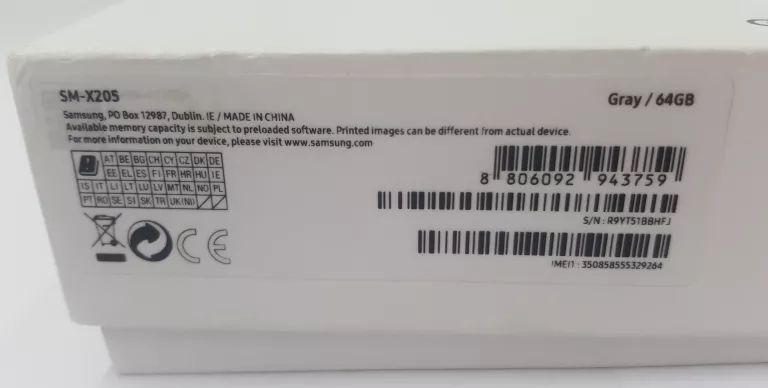 SM-X205
Gray / 64GB
Samsung, PO Box 12987, Dublin. IE / MADE IN CHINA
Available memory capacity is subject to preloaded software. Printed images can be different from actual device.
For more information on your device, please visit www.samsung.com
AT BE BG CH CY CZ DK DE
EE EL ES FI FR HR HU IE
IS IT LI LT LU LV MT NL NO PL
PT RO SE SI SK TR UK(NI)
8 806092 943759
S/N : R9YT51BBHFJ
IMEI1 : 350858555329264
CE